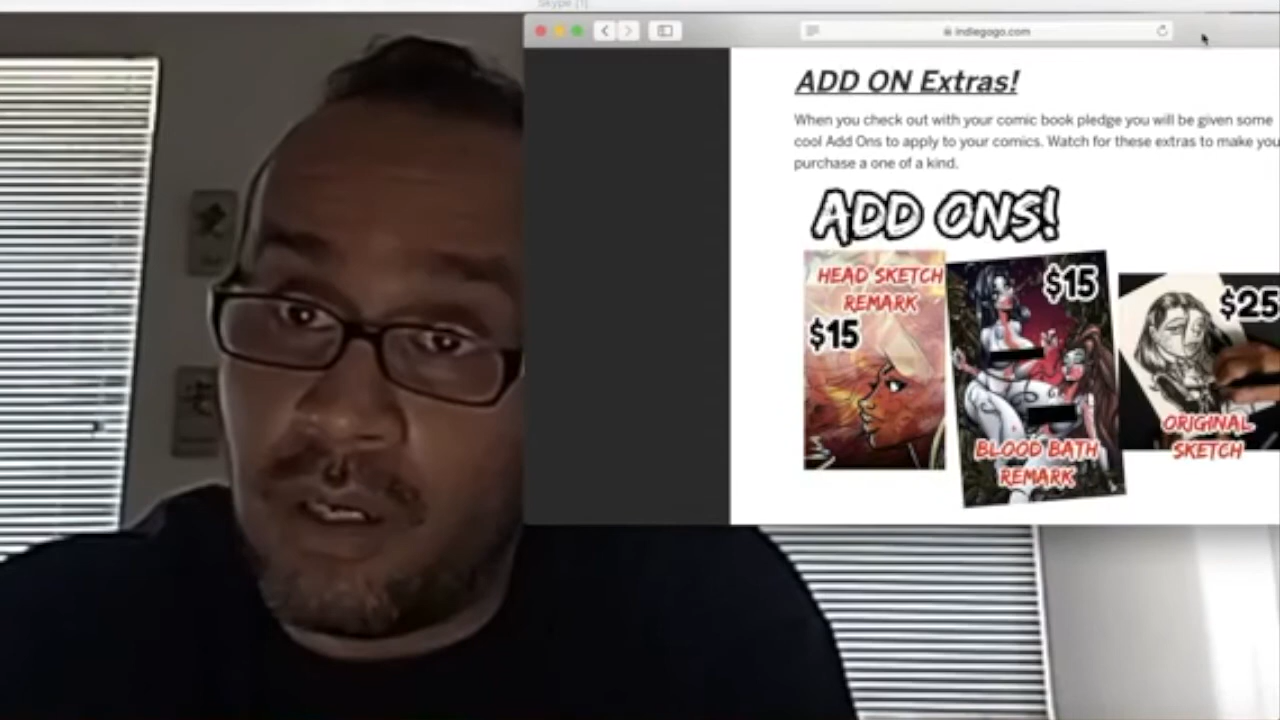 Skype [1]
indiegogo.com
ADD ON Extras!
When you check out with your comic book pledge you will be given some
cool Add Ons to apply to your comics. Watch for these extras to make you
purchase a one of a kind.
ADD ONS!
HEAD SKETCH
REMARK
$15
$15
BLOOD BATH
REMARK
$25
ORIGINAL
SKETCH